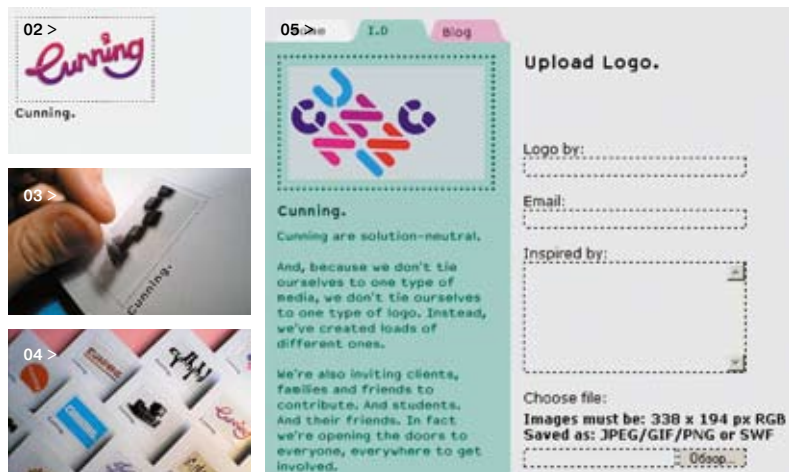 02 >
Cunning
Cunning.
03 >
Cunning.
04 >
05 >
I.D
Blog
Cunning.
Cunning are solution-neutral.
And, because we don't tie
ourselves to one type of
media, we don't tie ourselves
to one type of logo. Instead,
we've created loads of
different ones.
We're also inviting clients,
families and friends to
contribute. And students.
And their friends. In fact
we're opening the doors to
everyone, everywhere to get
involved.
Upload Logo.
Logo by:
Email:
Inspired by:
Choose file:
Images must be: 338 x 194 px RGB
Saved as: JPEG/GIF/PNG or SWF
Обзор...